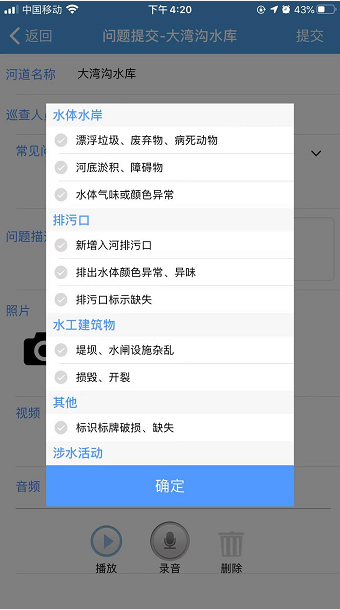 中国移动 下午 4:20 43%
返回 问题提交-大湾沟水库 提交
河道名称 大湾沟水库
巡查人
常见
水体水岸
漂浮垃圾、废弃物、病死动物
河底淤积、障碍物
水体气味或颜色异常
排污口
新增入河排污口
排出水体颜色异常、异味
排污口标示缺失
水工建筑物
堤坝、水闸设施杂乱
损毁、开裂
其他
标识标牌破损、缺失
涉水活动
确定
问题描
照片
视频
音频
播放 录音 删除